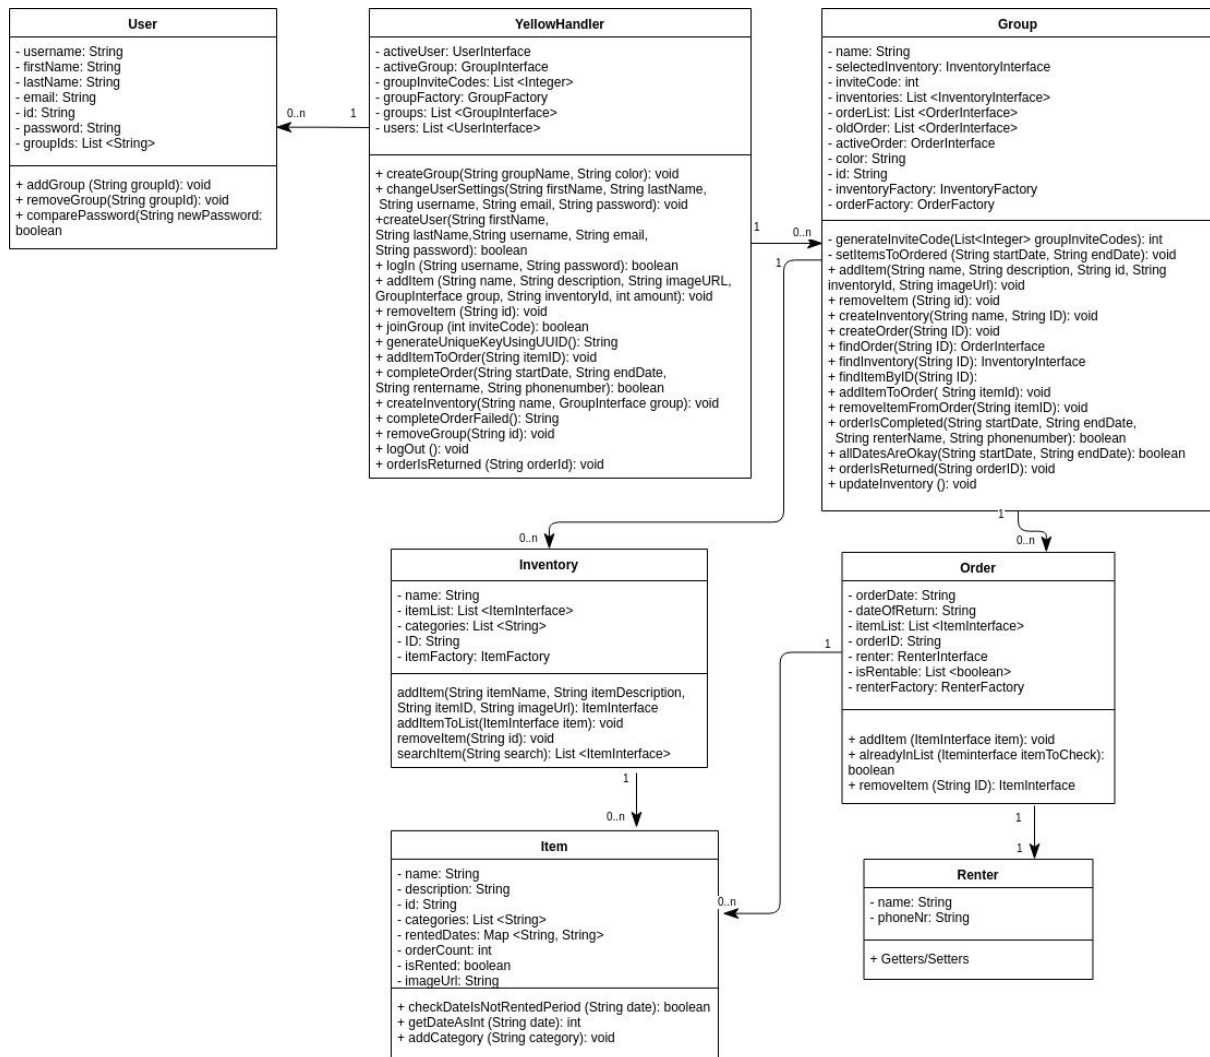 User
- username: String
- firstName: String
- lastName: String
- email: String
- id: String
- password: String
- groupIds: List <String>
+ addGroup (String groupId): void
+ removeGroup(String groupId): void
+ comparePassword(String newPassword:
boolean
0..n
1
YellowHandler
- activeUser: UserInterface
- activeGroup: GroupInterface
- groupInviteCodes: List <Integer>
- groupFactory: GroupFactory
- groups: List <GroupInterface>
- users: List <UserInterface>
+ createGroup(String groupName, String color): void
+ changeUserSettings(String firstName, String lastName,
String username, String email, String password): void
+createUser(String firstName,
String lastName,String username, String email,
String password): boolean
+ logIn (String username, String password): boolean
+ addItem (String name, String description, String imageURL,
GroupInterface group, String inventoryId, int amount): void
+ removeItem (String id): void
+ joinGroup (int inviteCode): boolean
+ generateUniqueKeyUsingUUID(): String
+ addItemToOrder(String itemID): void
+ completeOrder(String startDate, String endDate,
String rentername, String phonenumber): boolean
+ createInventory(String name, GroupInterface group): void
+ completeOrderFailed(): String
+ removeGroup(String id): void
+ logOut (): void
+ orderIsReturned (String orderId): void
1
0..n
1
Group
- name: String
- selectedInventory: InventoryInterface
- inviteCode: int
- inventories: List <InventoryInterface>
- orderList: List <OrderInterface>
- oldOrder: List <OrderInterface>
- activeOrder: OrderInterface
- color: String
- id: String
- inventoryFactory: InventoryFactory
- orderFactory: OrderFactory
- generateInviteCode(List<Integer> groupInviteCodes): int
- setItemsToOrdered (String startDate, String endDate): void
+ addItem(String name, String description, String id, String
inventoryId, String imageUrl): void
+ removeItem (String id): void
+ createInventory(String name, String ID): void
+ createOrder(String ID): void
+ findOrder(String ID): OrderInterface
+ findInventory(String ID): InventoryInterface
+ findItemByID(String ID):
+ addItemToOrder( String itemId): void
+ removeItemFromOrder(String itemID): void
+ orderIsCompleted(String startDate, String endDate,
String renterName, String phonenumber): boolean
+ allDatesAreOkay(String startDate, String endDate): boolean
+ orderIsReturned(String orderID): void
+ updateInventory (): void
1
0..n
0..n
Inventory
- name: String
- itemList: List <ItemInterface>
- categories: List <String>
- ID: String
- itemFactory: ItemFactory
addItem(String itemName, String itemDescription,
String itemID, String imageUrl): ItemInterface
addItemToList(ItemInterface item): void
removeItem(String id): void
searchItem(String search): List <ItemInterface>
1
0..n
Order
- orderDate: String
- dateOfReturn: String
- itemList: List <ItemInterface>
- orderID: String
- renter: RenterInterface
- isRentable: List <boolean>
- renterFactory: RenterFactory
+ addItem (ItemInterface item): void
+ alreadyInList (Iteminterface itemToCheck):
boolean
+ removeItem (String ID): ItemInterface
1
0..n
1
1
Item
- name: String
- description: String
- id: String
- categories: List <String>
- rentedDates: Map <String, String>
- orderCount: int
- isRented: boolean
- imageUrl: String
+ checkDateIsNotRentedPeriod (String date): boolean
+ getDateAsInt (String date): int
+ addCategory (String category): void
Renter
- name: String
- phoneNr: String
+ Getters/Setters